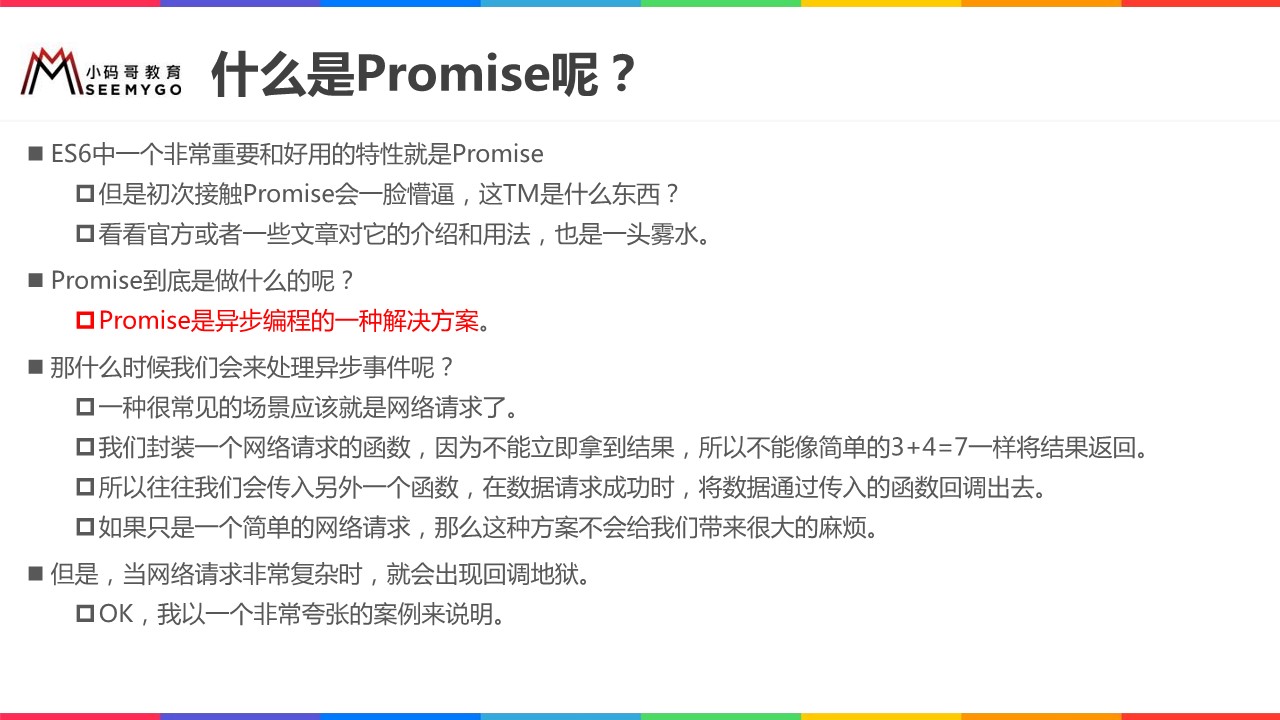 小码哥教育
SEEMYGO
什么是Promise呢？
ES6中一个非常重要和好用的特性就是Promise
但是初次接触Promise会一脸懵逼，这TM是什么东西？
看看官方或者一些文章对它的介绍和用法，也是一头雾水。
Promise到底是做什么的呢？
Promise是异步编程的一种解决方案。
那什么时候我们会来处理异步事件呢？
一种很常见的场景应该就是网络请求了。
我们封装一个网络请求的函数，因为不能立即拿到结果，所以不能像简单的3+4=7一样将结果返回。
所以往往我们会传入另外一个函数，在数据请求成功时，将数据通过传入的函数回调出去。
如果只是一个简单的网络请求，那么这种方案不会给我们带来很大的麻烦。
但是，当网络请求非常复杂时，就会出现回调地狱。
OK，我以一个非常夸张的案例来说明。